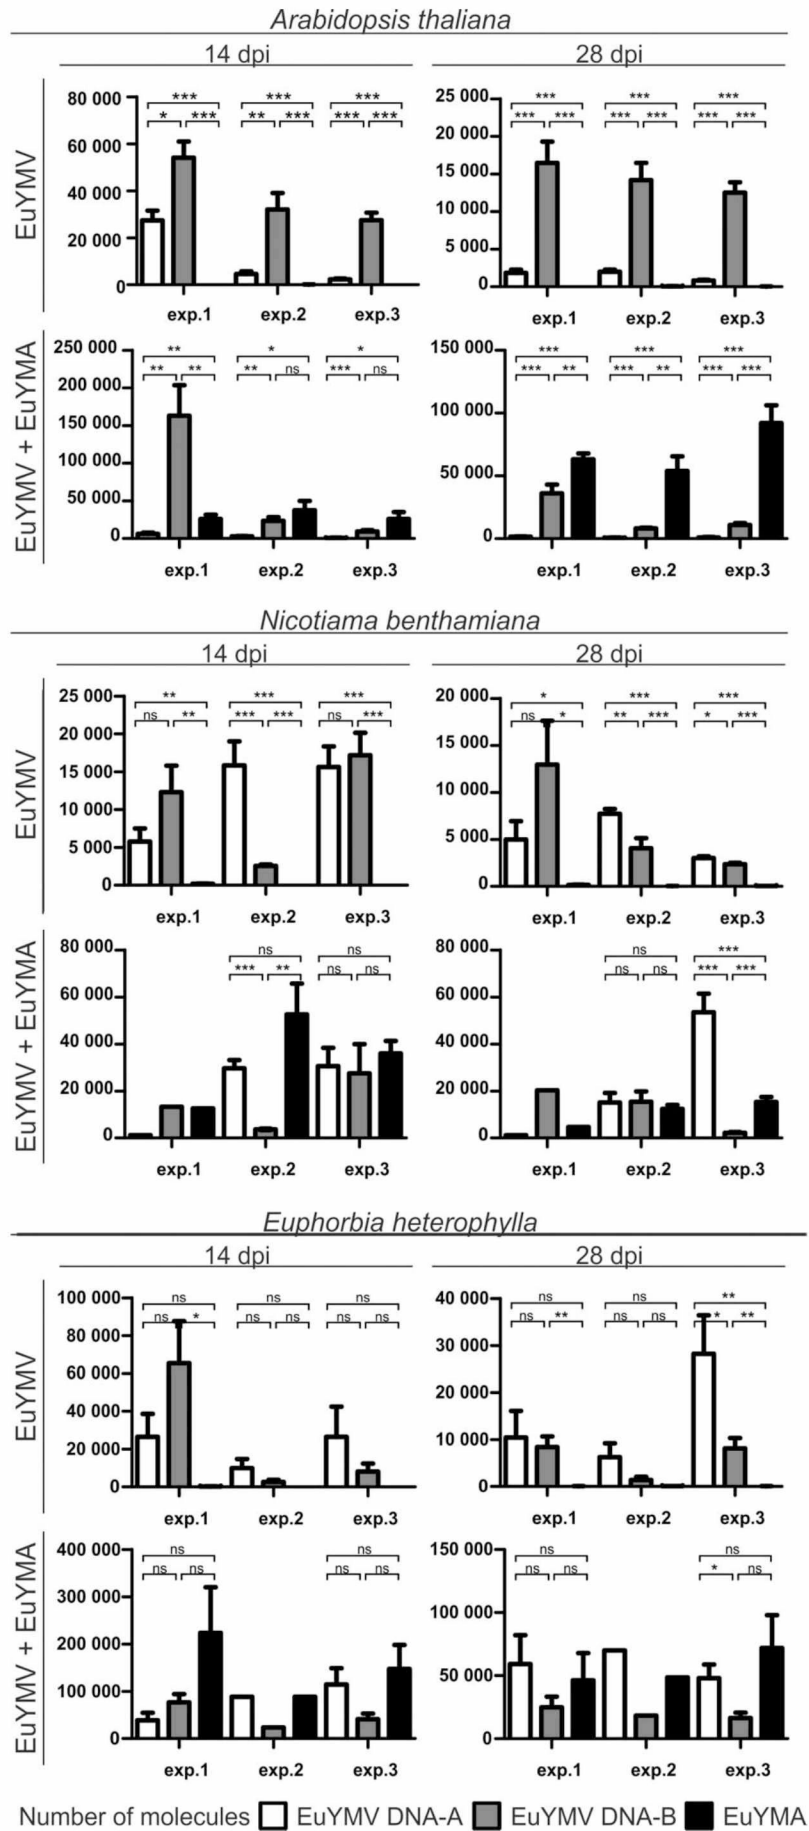 Arabidopsis thaliana
14 dpi 28 dpi
EuYMV
80 000 60 000 40 000 20 000 0
*** * *** *** ** *** *** *** ***
exp.1 exp.2 exp.3
25 000 20 000 15 000 10 000 5 000 0
*** *** *** *** *** *** *** *** ***
exp.1 exp.2 exp.3
EuYMV + EuYMA
250 000 200 000 150 000 100 000 50 000 0
** ** ** * ** ns * *** ns
exp.1 exp.2 exp.3
150 000 100 000 50 000 0
*** *** ** *** *** ** *** *** ***
exp.1 exp.2 exp.3
Nicotiama benthamiana
14 dpi 28 dpi
EuYMV
25 000 20 000 15 000 10 000 5 000 0
** ns ** *** *** *** *** ns ***
exp.1 exp.2 exp.3
20 000 15 000 10 000 5 000 0
* ns * *** ** *** *** * ***
exp.1 exp.2 exp.3
EuYMV + EuYMA
80 000 60 000 40 000 20 000 0
ns *** ** ns ns ns
exp.1 exp.2 exp.3
80 000 60 000 40 000 20 000 0
ns ns ns *** *** ***
exp.1 exp.2 exp.3
Euphorbia heterophylla
14 dpi 28 dpi
EuYMV
100 000 80 000 60 000 40 000 20 000 0
ns ns * ns ns ns ns ns ns
exp.1 exp.2 exp.3
40 000 30 000 20 000 10 000 0
ns ns ** ns ns ns ** * **
exp.1 exp.2 exp.3
EuYMV + EuYMA
400 000 300 000 200 000 100 000 0
ns ns ns ns ns ns
exp.1 exp.2 exp.3
150 000 100 000 50 000 0
ns ns ns ns * ns
exp.1 exp.2 exp.3
Number of molecules EuYMV DNA-A EuYMV DNA-B EuYMA